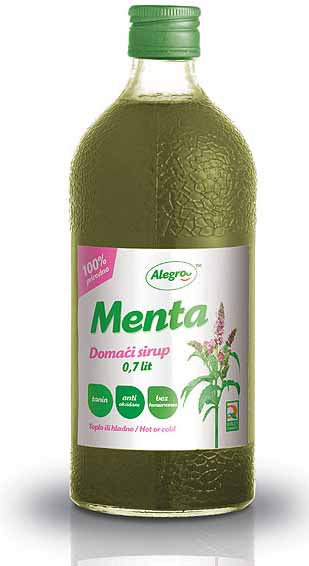 Alegro™
100%
prirodno
Menta
Domaći sirup
0,7 lit
tanin
anti
oksidans
bez
konzervansa
Toplo ili hladno / Hot or cold